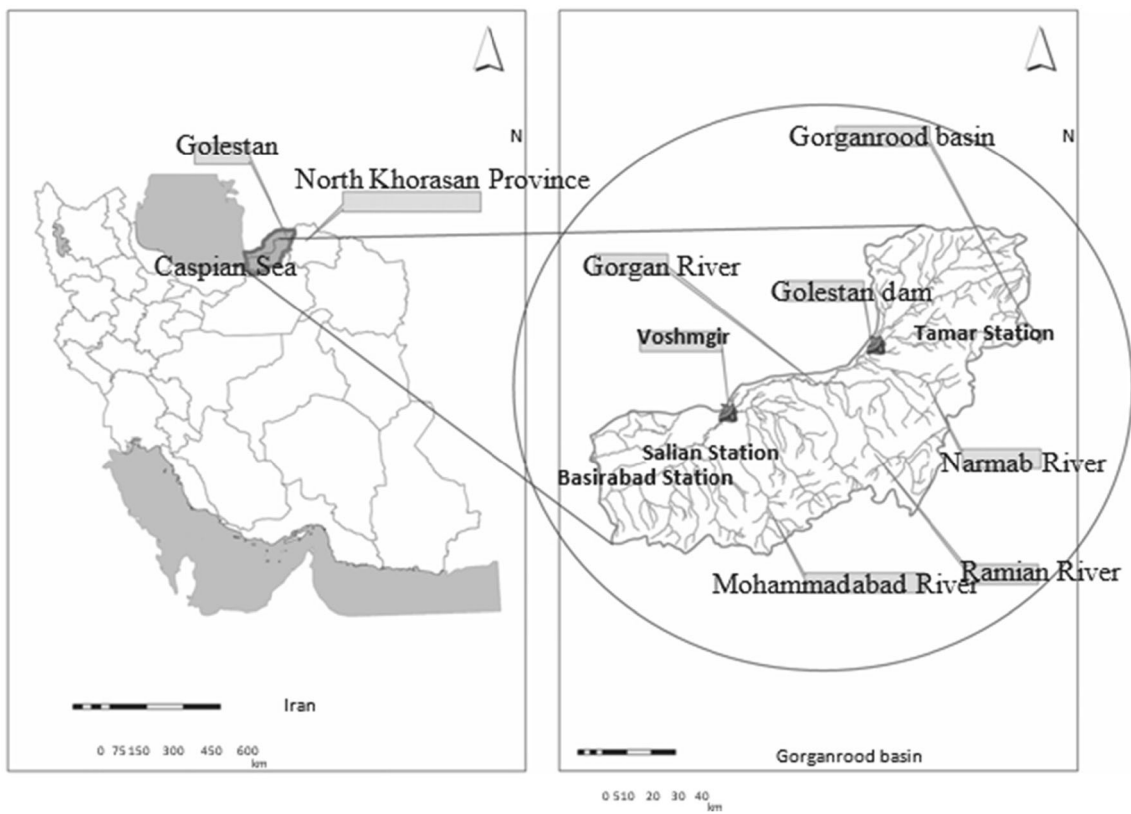 N
Golestan
North Khorasan Province
Caspian Sea
Iran
0 75 150 300 450 600
km
N
Gorganrood basin
Gorgan River
Golestan dam
Voshmgir
Tamar Station
Salian Station
Basirabad Station
Narmab River
Mohammadabad River
Ramian River
Gorganrood basin
0 510 20 30 40
km